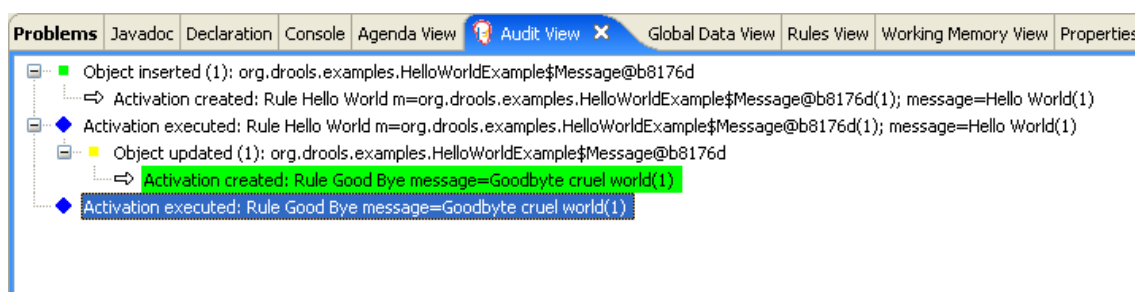 Problems Javadoc Declaration Console Agenda View Audit View Global Data View Rules View Working Memory View Properties
Object inserted (1): org.drools.examples.HelloWorldExample$Message@b8176d
Activation created: Rule Hello World m=org.drools.examples.HelloWorldExample$Message@b8176d(1); message=Hello World(1)
Activation executed: Rule Hello World m=org.drools.examples.HelloWorldExample$Message@b8176d(1); message=Hello World(1)
Object updated (1): org.drools.examples.HelloWorldExample$Message@b8176d
Activation created: Rule Good Bye message=Goodbyte cruel world(1)
Activation executed: Rule Good Bye message=Goodbyte cruel world(1)